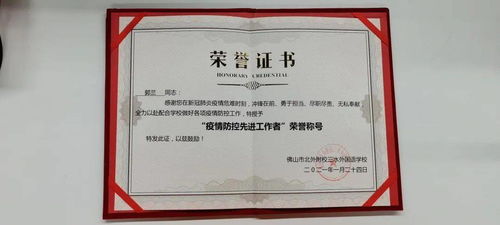 荣誉证书
HONORARY CREDENTIAL
郭兰 同志：
感谢您在新冠肺炎疫情危难时刻，冲锋在前、勇于担当、尽职尽责、无私奉献，
全力以赴配合学校做好各项疫情防控工作，特授予
“疫情防控先进工作者”荣誉称号
特发此证，以兹鼓励！
佛山市北外附校三水外国语学校
二〇二一年一月二十四日